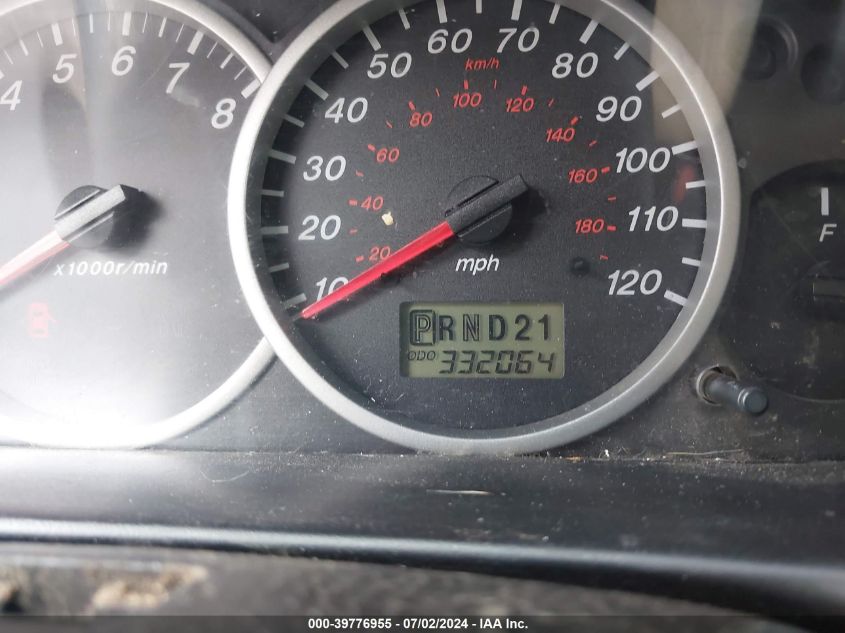 4 5 6 7 8
x1000r/min
10 20 30 40 50 60 70 80 90 100 110 120
km/h
20 40 60 80 100 120 140 160 180
mph
PRND21
ODO 332064
F
000-39776955 - 07/02/2024 - IAA Inc.